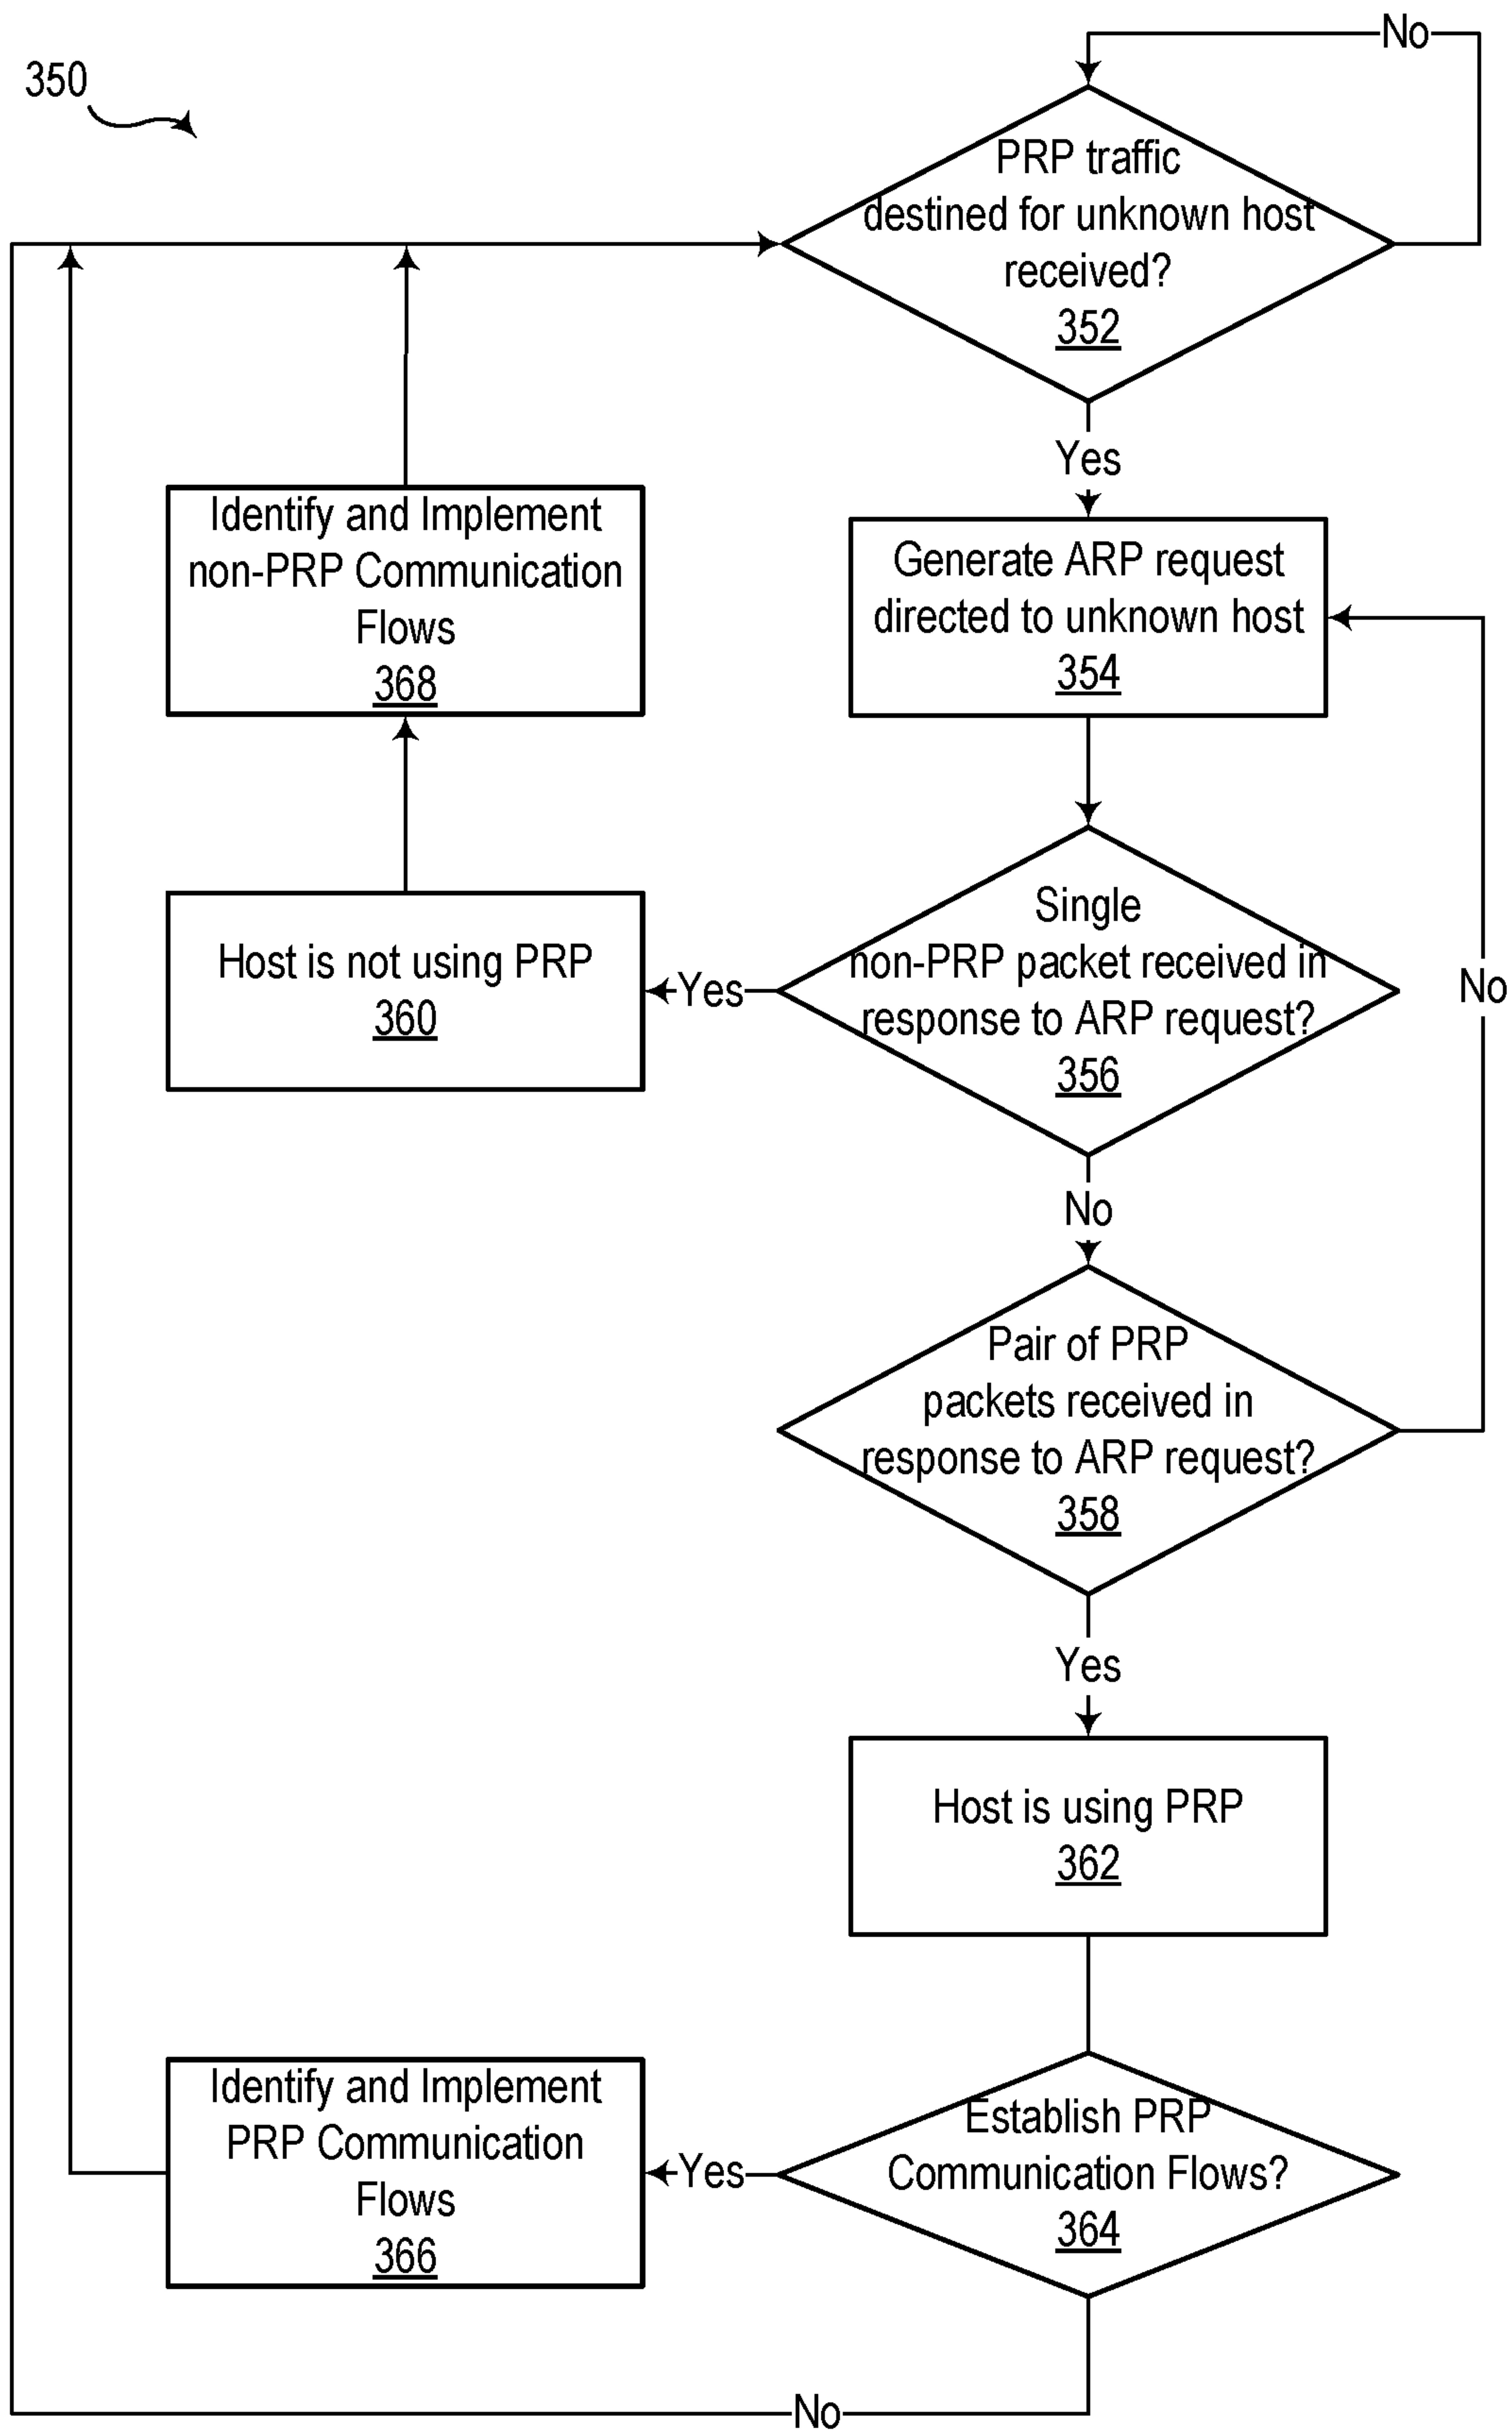 No
350
PRP traffic
destined for unknown host
received?
352
Yes
Identify and Implement
non-PRP Communication
Flows
368
Generate ARP request
directed to unknown host
354
Single
non-PRP packet received in
response to ARP request?
356
Yes
Host is not using PRP
360
No
No
Pair of PRP
packets received in
response to ARP request?
358
Yes
Host is using PRP
362
Identify and Implement
PRP Communication
Flows
366
Yes
Establish PRP
Communication Flows?
364
No